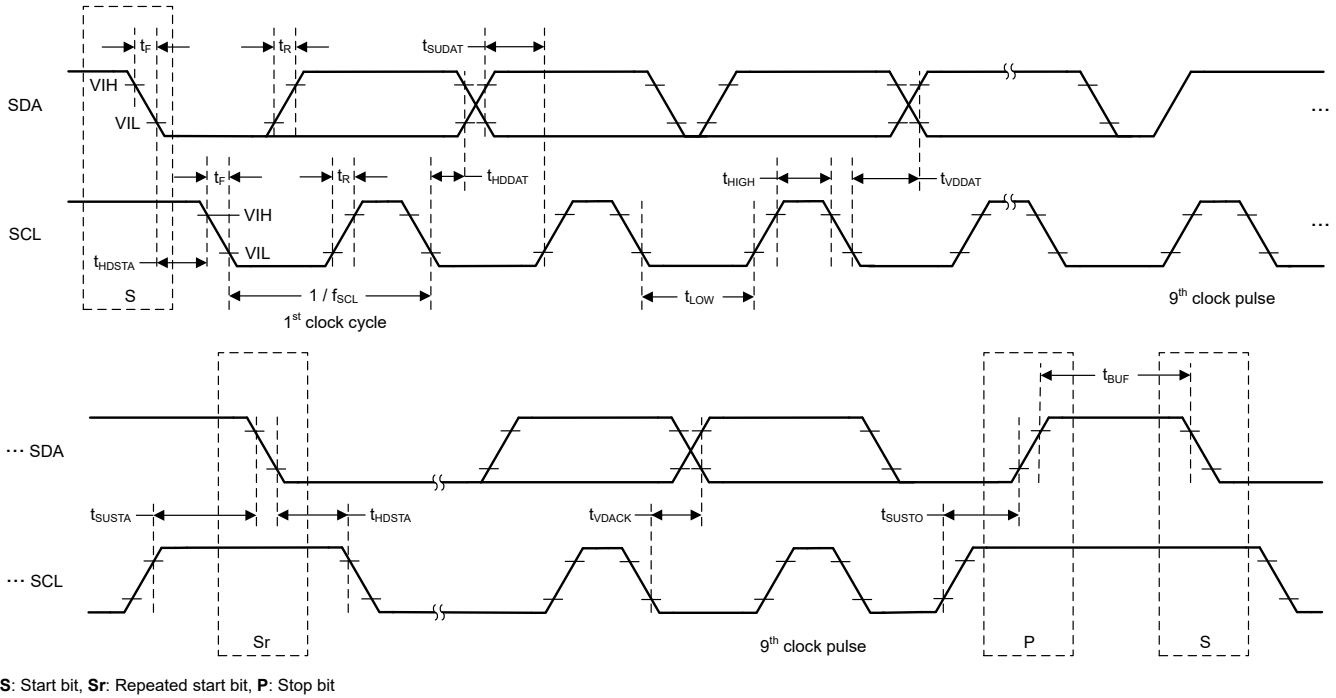 tF
tR
tSUDAT
VIH
SDA
VIL
...
tF
tR
tHDDAT
tHIGH
tVDDAT
VIH
SCL
VIL
...
tHDSTA
S
1 / fSCL
tLOW
9th clock pulse
1st clock cycle
tBUF
... SDA
tSUSTA
tHDSTA
tVDACK
tSUSTO
... SCL
Sr
9th clock pulse
P
S
S: Start bit, Sr: Repeated start bit, P: Stop bit